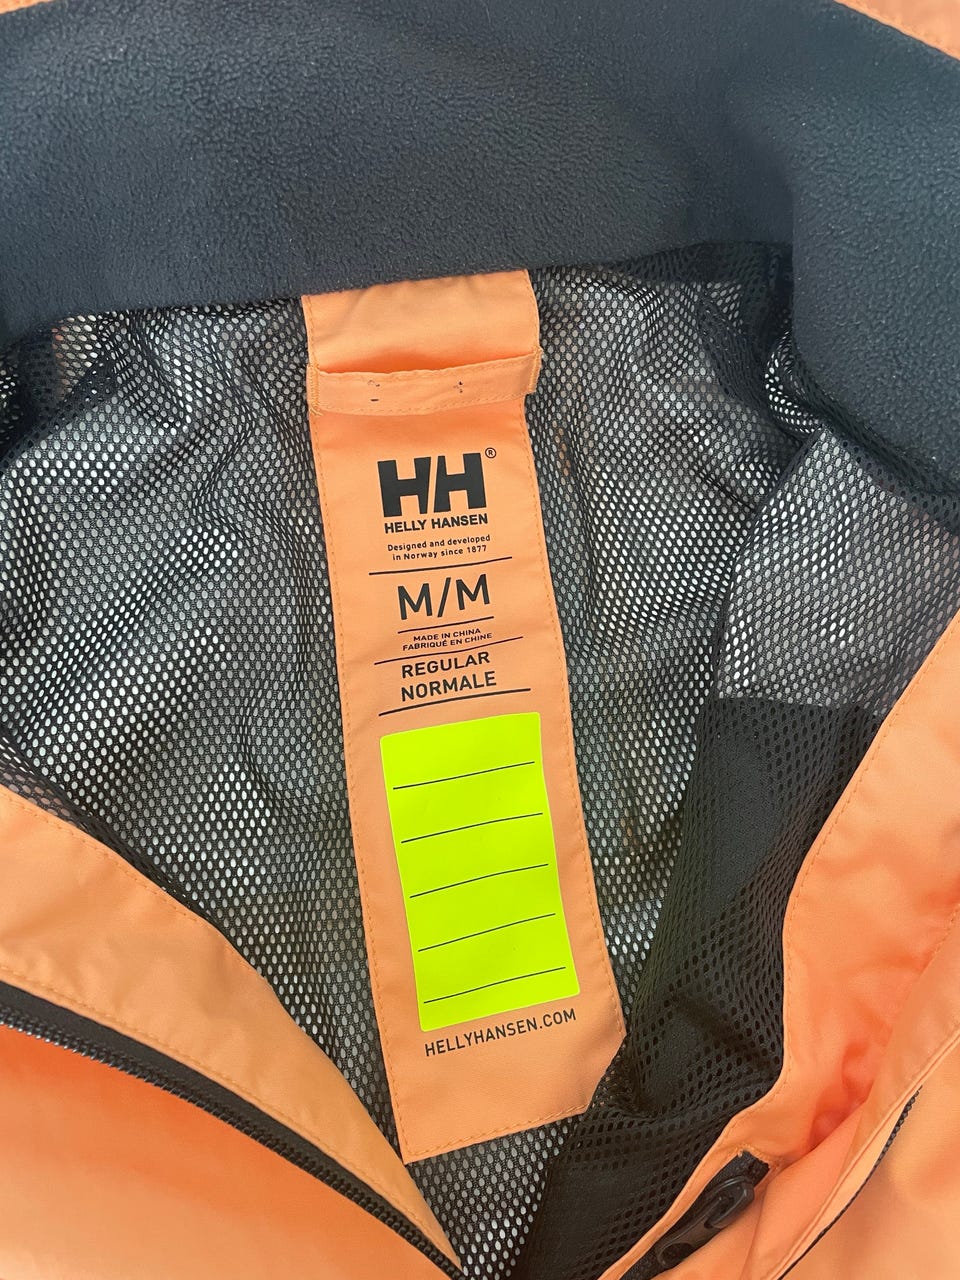 HH®
HELLY HANSEN
Designed and developed
in Norway since 1877
M/M
MADE IN CHINA
FABRIQUÉ EN CHINE
REGULAR
NORMALE
HELLYHANSEN.COM